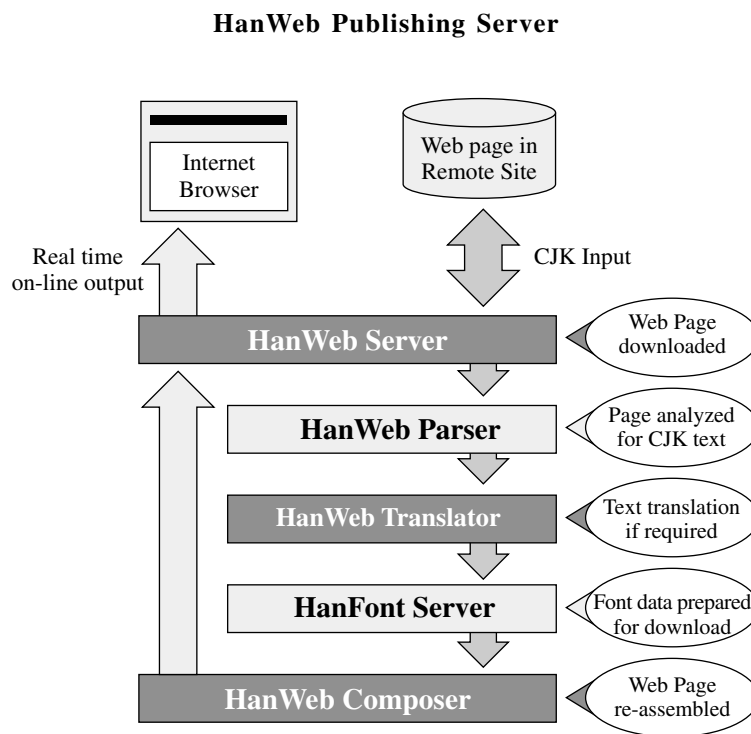 HanWeb Publishing Server
Internet
Browser
Web page in
Remote Site
Real time
on-line output
CJK Input
HanWeb Server
Web Page
downloaded
HanWeb Parser
Page analyzed
for CJK text
HanWeb Translator
Text translation
if required
HanFont Server
Font data prepared
for download
HanWeb Composer
Web Page
re-assembled